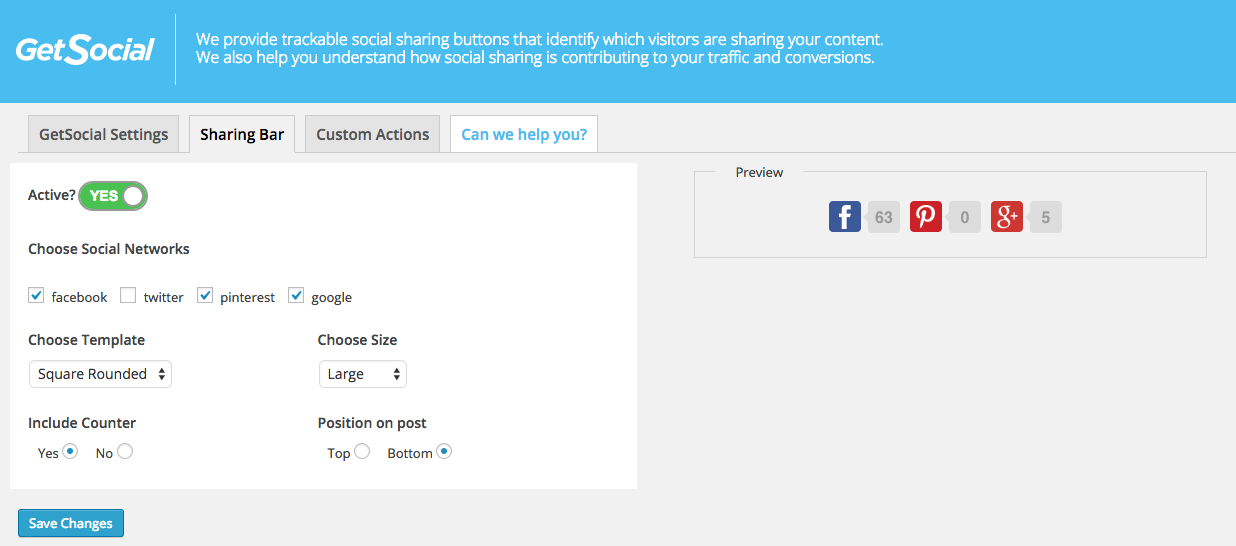 GetSocial
We provide trackable social sharing buttons that identify which visitors are sharing your content.
We also help you understand how social sharing is contributing to your traffic and conversions.
GetSocial Settings Sharing Bar Custom Actions Can we help you?
Active? YES
Choose Social Networks
facebook twitter pinterest google
Choose Template Choose Size
Square Rounded Large
Include Counter Position on post
Yes No Top Bottom
Save Changes
Preview
f 63 P 0 g+ 5